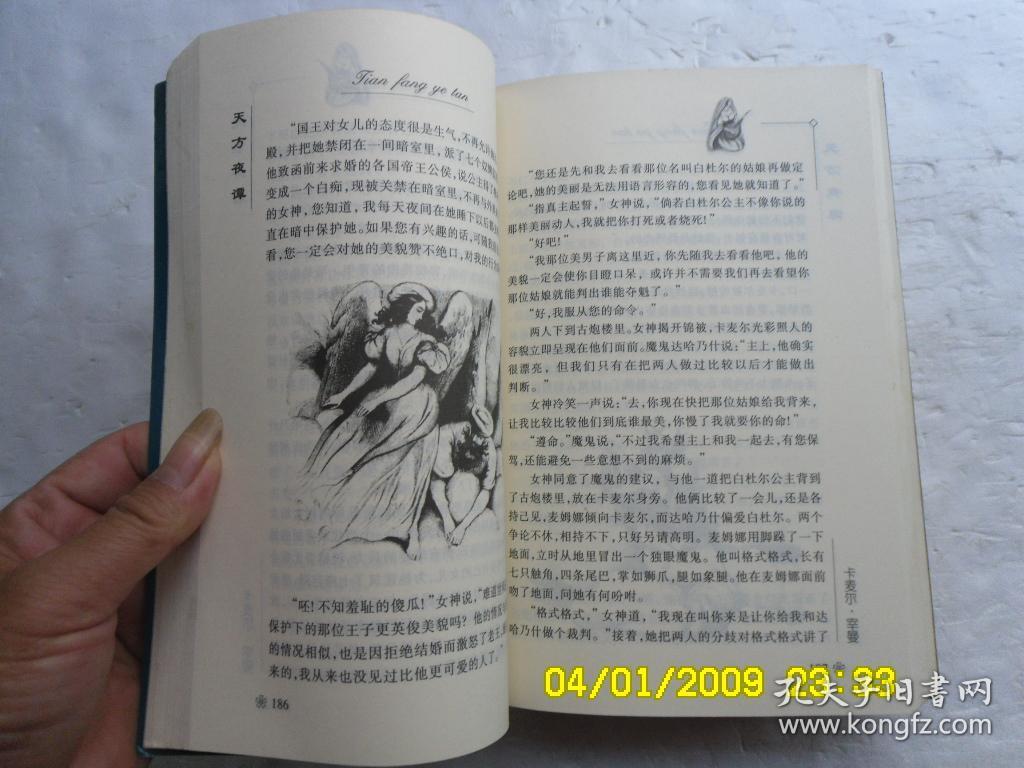 Tian fang ye tan
天方夜谭
“国王对女儿的态度很是生气,不再允许
殿,并把她禁闭在一间暗室里,派了七个
他致函前来求婚的各国帝王公侯,说公主
变成一个白痴,现被关禁在暗室里,不再与
的女神,您知道,我每天夜间在她睡下以后
直在暗中保护她。如果您有兴趣的话,可随
看,您一定会对她的美貌赞不绝口,对我的行
“呸!不知羞耻的傻瓜!”女神说,“难道
保护下的那位王子更英俊美貌吗?他的情况
的情况相似,也是因拒绝结婚而激怒了老王
来的,我从来也没见过比他更可爱的人了。”
186
“您还是先和我去看看那位名叫白杜尔的姑娘再做定
论吧,她的美丽是无法用语言形容的,您看见她就知道了。”
“指真主起誓,”女神说,“倘若白杜尔公主不像你说的
那样美丽动人,我就把你打死或者烧死!”
“好吧!”
“我那位美男子离这里近,你先随我去看看他吧,他的
美貌一定会使你目瞪口呆,或许并不需要我们再去看望
那位姑娘就能判出谁能夺魁了。”
“好,我服从您的命令。”
两人下到古炮楼里。女神揭开锦被,卡麦尔光彩照人的
容貌立即呈现在他们面前。魔鬼达哈乃什说:“主上,他确实
很漂亮,但我们只有在把两人做过比较以后才能做出
判断。”
女神冷笑一声说:“去,你现在快把那位姑娘给我背来,
让我比较比较他们到底谁最美,你慢了我就要你的命!”
“遵命。”魔鬼说,“不过我希望主上和我一起去,有您保
驾,还能避免一些意想不到的麻烦。”
女神同意了魔鬼的建议,与他一道把白杜尔公主背到
了古炮楼里,放在卡麦尔身旁。他俩比较了一会儿,还是各
持己见,麦姆娜倾向卡麦尔,而达哈乃什偏爱白杜尔。两个
争论不休,相持不下,只好另请高明。麦姆娜用脚跺了一下
地面,立时从地里冒出一个独眼魔鬼。他叫格式格式,长有
七只触角,四条尾巴,掌如狮爪,腿如象腿。他在麦姆娜面前
吻了地面,问她有何吩咐。
“格式格式,”女神道,“我现在叫你来是让你给我和达
哈乃什做个裁判。”接着,她把两人的分歧对格式格式讲了
卡麦尔·宰曼
04/01/2009 23:33
孔夫子旧书网
www.kongfz.com